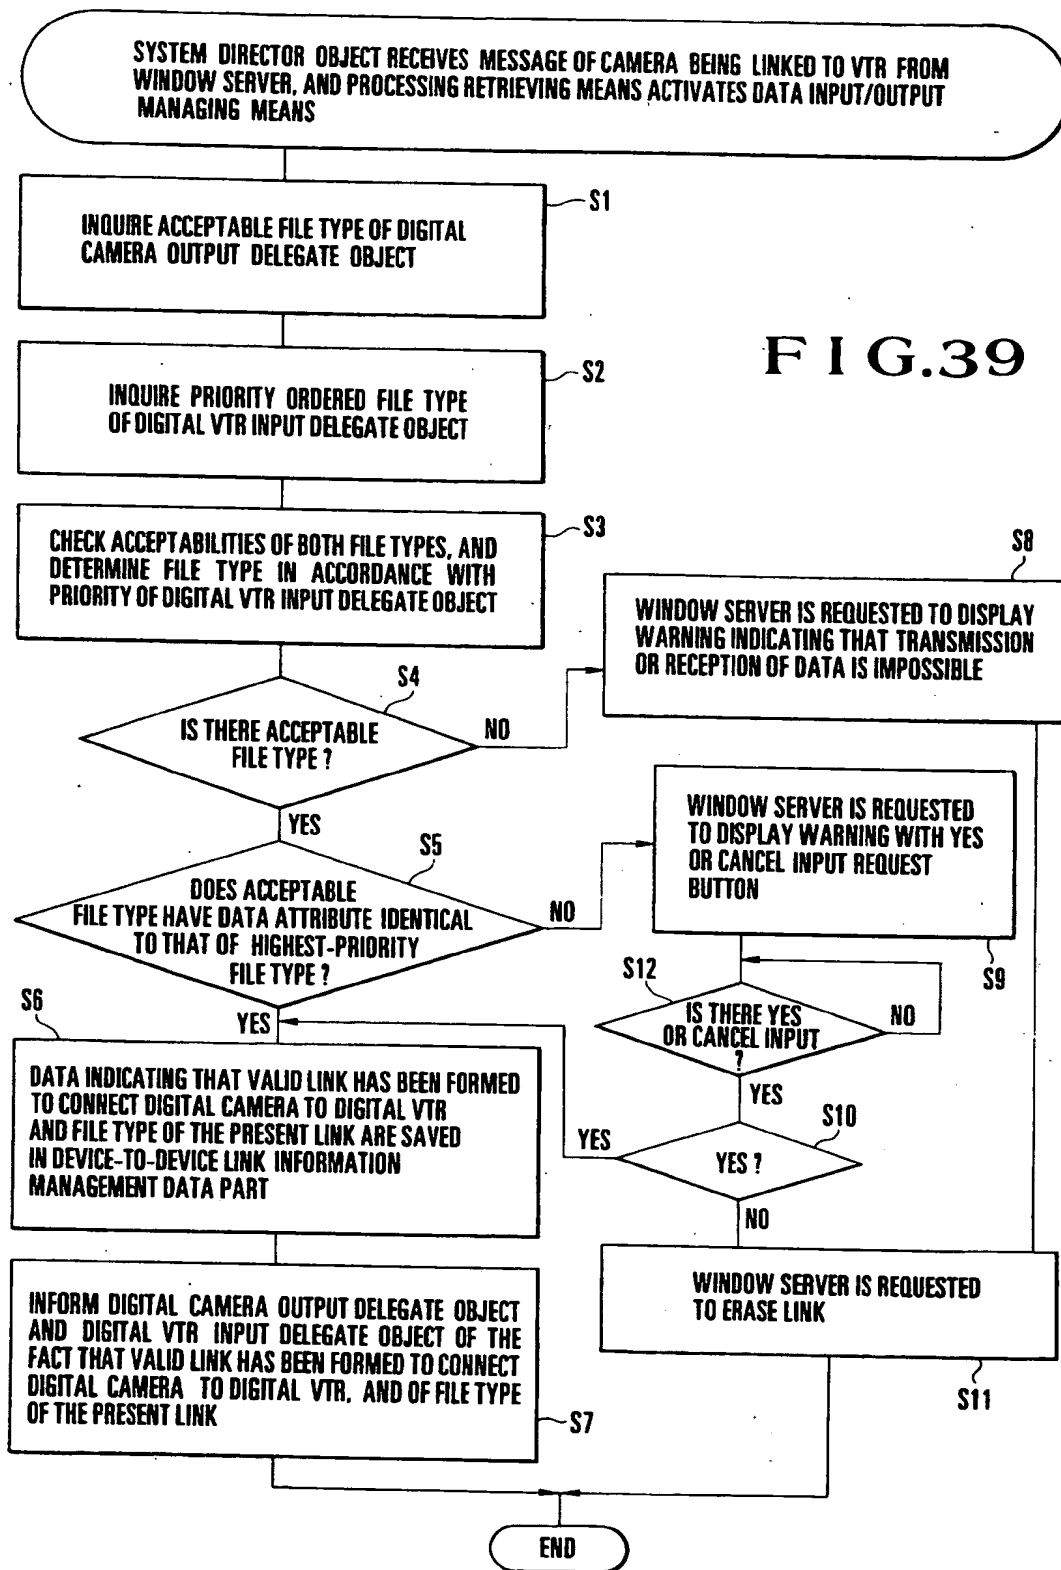 SYSTEM DIRECTOR OBJECT RECEIVES MESSAGE OF CAMERA BEING LINKED TO VTR FROM
WINDOW SERVER, AND PROCESSING RETRIEVING MEANS ACTIVATES DATA INPUT/OUTPUT
MANAGING MEANS
S1
INQUIRE ACCEPTABLE FILE TYPE OF DIGITAL
CAMERA OUTPUT DELEGATE OBJECT
FIG.39
S2
INQUIRE PRIORITY ORDERED FILE TYPE
OF DIGITAL VTR INPUT DELEGATE OBJECT
S3
CHECK ACCEPTABILITIES OF BOTH FILE TYPES, AND
DETERMINE FILE TYPE IN ACCORDANCE WITH
PRIORITY OF DIGITAL VTR INPUT DELEGATE OBJECT
S8
WINDOW SERVER IS REQUESTED TO DISPLAY
WARNING INDICATING THAT TRANSMISSION
OR RECEPTION OF DATA IS IMPOSSIBLE
S4
IS THERE ACCEPTABLE
FILE TYPE ?
NO
YES
S5
DOES ACCEPTABLE
FILE TYPE HAVE DATA ATTRIBUTE IDENTICAL
TO THAT OF HIGHEST-PRIORITY
FILE TYPE ?
NO
YES
WINDOW SERVER IS REQUESTED
TO DISPLAY WARNING WITH YES
OR CANCEL INPUT REQUEST
BUTTON
S9
S12
IS THERE YES
OR CANCEL INPUT
?
NO
YES
S6
DATA INDICATING THAT VALID LINK HAS BEEN FORMED
TO CONNECT DIGITAL CAMERA TO DIGITAL VTR
AND FILE TYPE OF THE PRESENT LINK ARE SAVED
IN DEVICE-TO-DEVICE LINK INFORMATION
MANAGEMENT DATA PART
S10
YES
YES ?
NO
WINDOW SERVER IS REQUESTED
TO ERASE LINK
S11
INFORM DIGITAL CAMERA OUTPUT DELEGATE OBJECT
AND DIGITAL VTR INPUT DELEGATE OBJECT OF THE
FACT THAT VALID LINK HAS BEEN FORMED TO CONNECT
DIGITAL CAMERA TO DIGITAL VTR, AND OF FILE TYPE
OF THE PRESENT LINK
S7
END